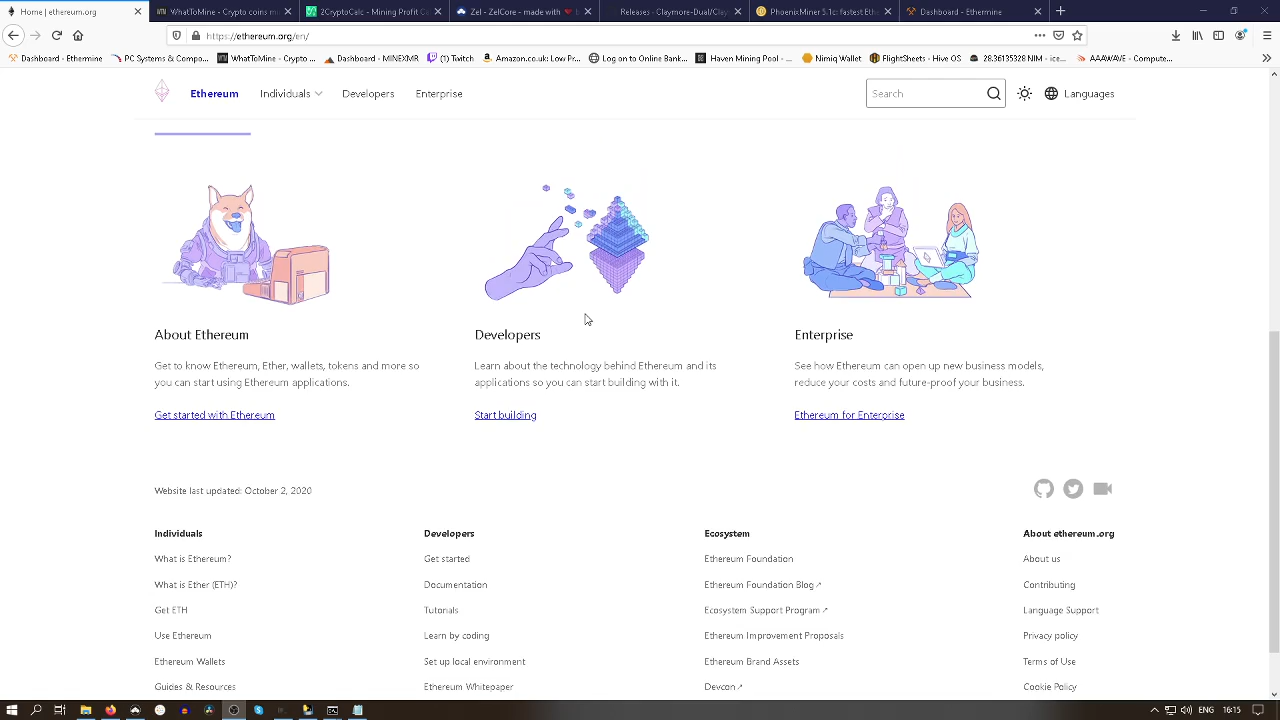 Home | ethereum.org
WhatToMine - Crypto coins mi
2CryptoCalc - Mining Profit Ca
Zel - ZelCore - made with ♥ b
Releases · Claymore-Dual/Clay
PhoenixMiner 5.1c: fastest Eth
Dashboard - Ethermine
https://ethereum.org/en/
Dashboard - Ethermine
PC Systems & Compo...
WhatToMine - Crypto ...
Dashboard - MINEXMR
(1) Twitch
Amazon.co.uk: Low Pr...
Log on to Online Bank...
Haven Mining Pool - ...
Nimiq Wallet
FlightSheets · Hive OS
28.36135328 NIM - ice...
AAAWAVE - Compute...
Ethereum
Individuals
Developers
Enterprise
Search
Languages
About Ethereum
Get to know Ethereum, Ether, wallets, tokens and more so
you can start using Ethereum applications.
Get started with Ethereum
Developers
Learn about the technology behind Ethereum and its
applications so you can start building with it.
Start building
Enterprise
See how Ethereum can open up new business models,
reduce your costs and future-proof your business.
Ethereum for Enterprise
Website last updated: October 2, 2020
Individuals
What is Ethereum?
What is Ether (ETH)?
Get ETH
Use Ethereum
Ethereum Wallets
Guides & Resources
Developers
Get started
Documentation
Tutorials
Learn by coding
Set up local environment
Ethereum Whitepaper
Ecosystem
Ethereum Foundation
Ethereum Foundation Blog↗
Ecosystem Support Program↗
Ethereum Improvement Proposals
Ethereum Brand Assets
Devcon↗
About ethereum.org
About us
Contributing
Language Support
Privacy policy
Terms of Use
Cookie Policy
ENG
16:15